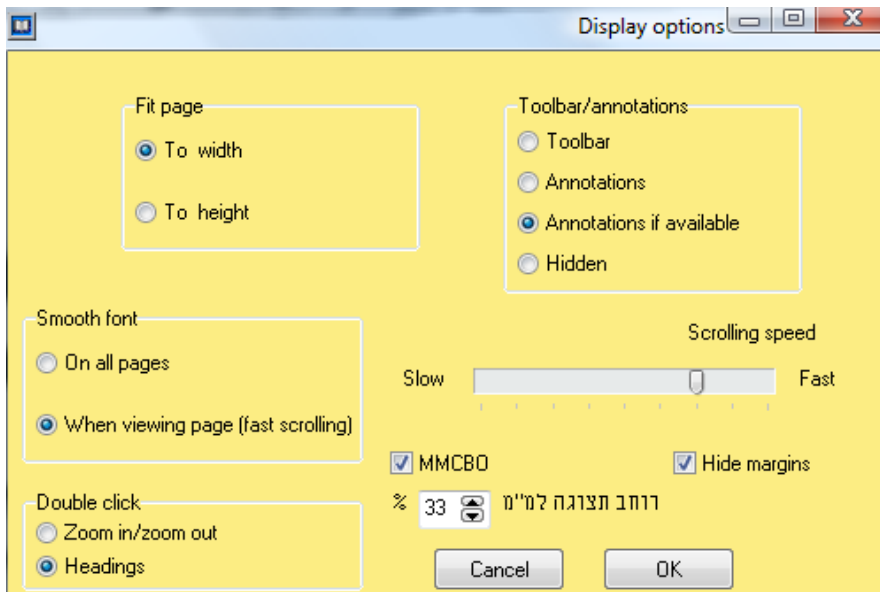 Display options
Fit page
To width
To height
Toolbar/annotations
Toolbar
Annotations
Annotations if available
Hidden
Smooth font
On all pages
When viewing page (fast scrolling)
Scrolling speed
Slow
Fast
MMCBO
Hide margins
% 33 רוחב תצוגה למ"מ
Double click
Zoom in/zoom out
Headings
Cancel
OK